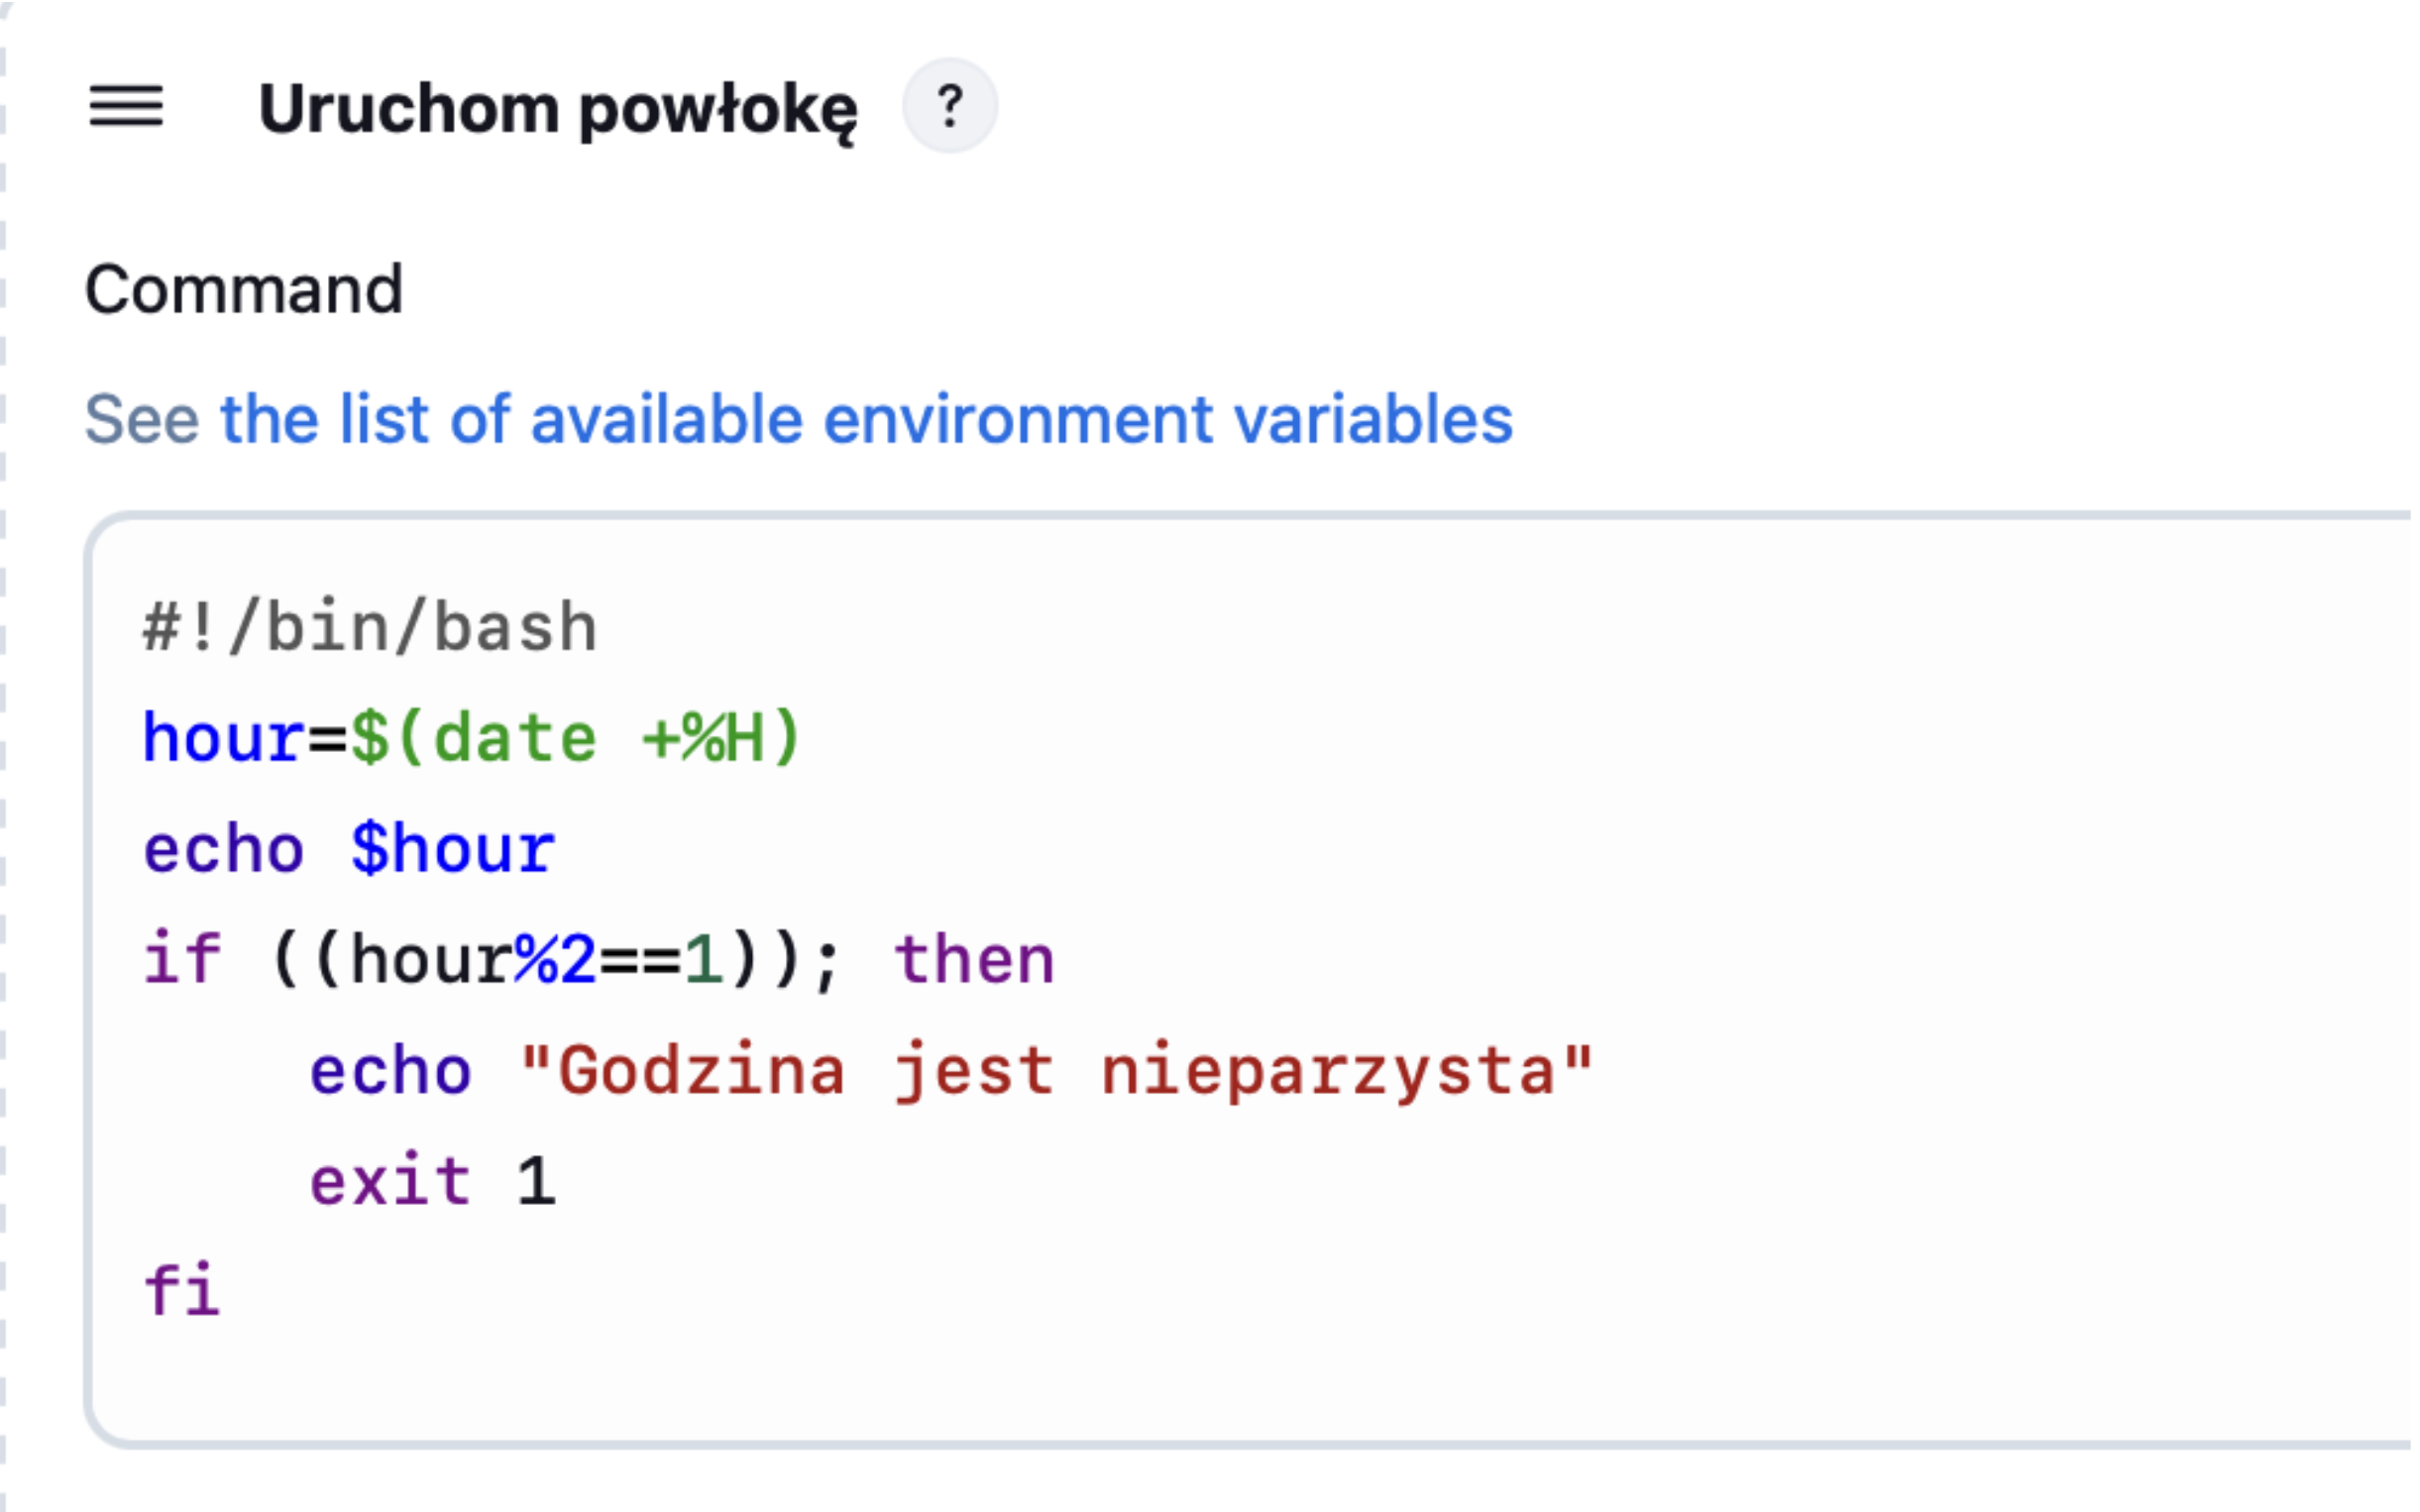 Uruchom powłokę ?
Command
See the list of available environment variables
#!/bin/bash
hour=$(date +%H)
echo $hour
if ((hour%2==1)); then
    echo "Godzina jest nieparzysta"
    exit 1
fi